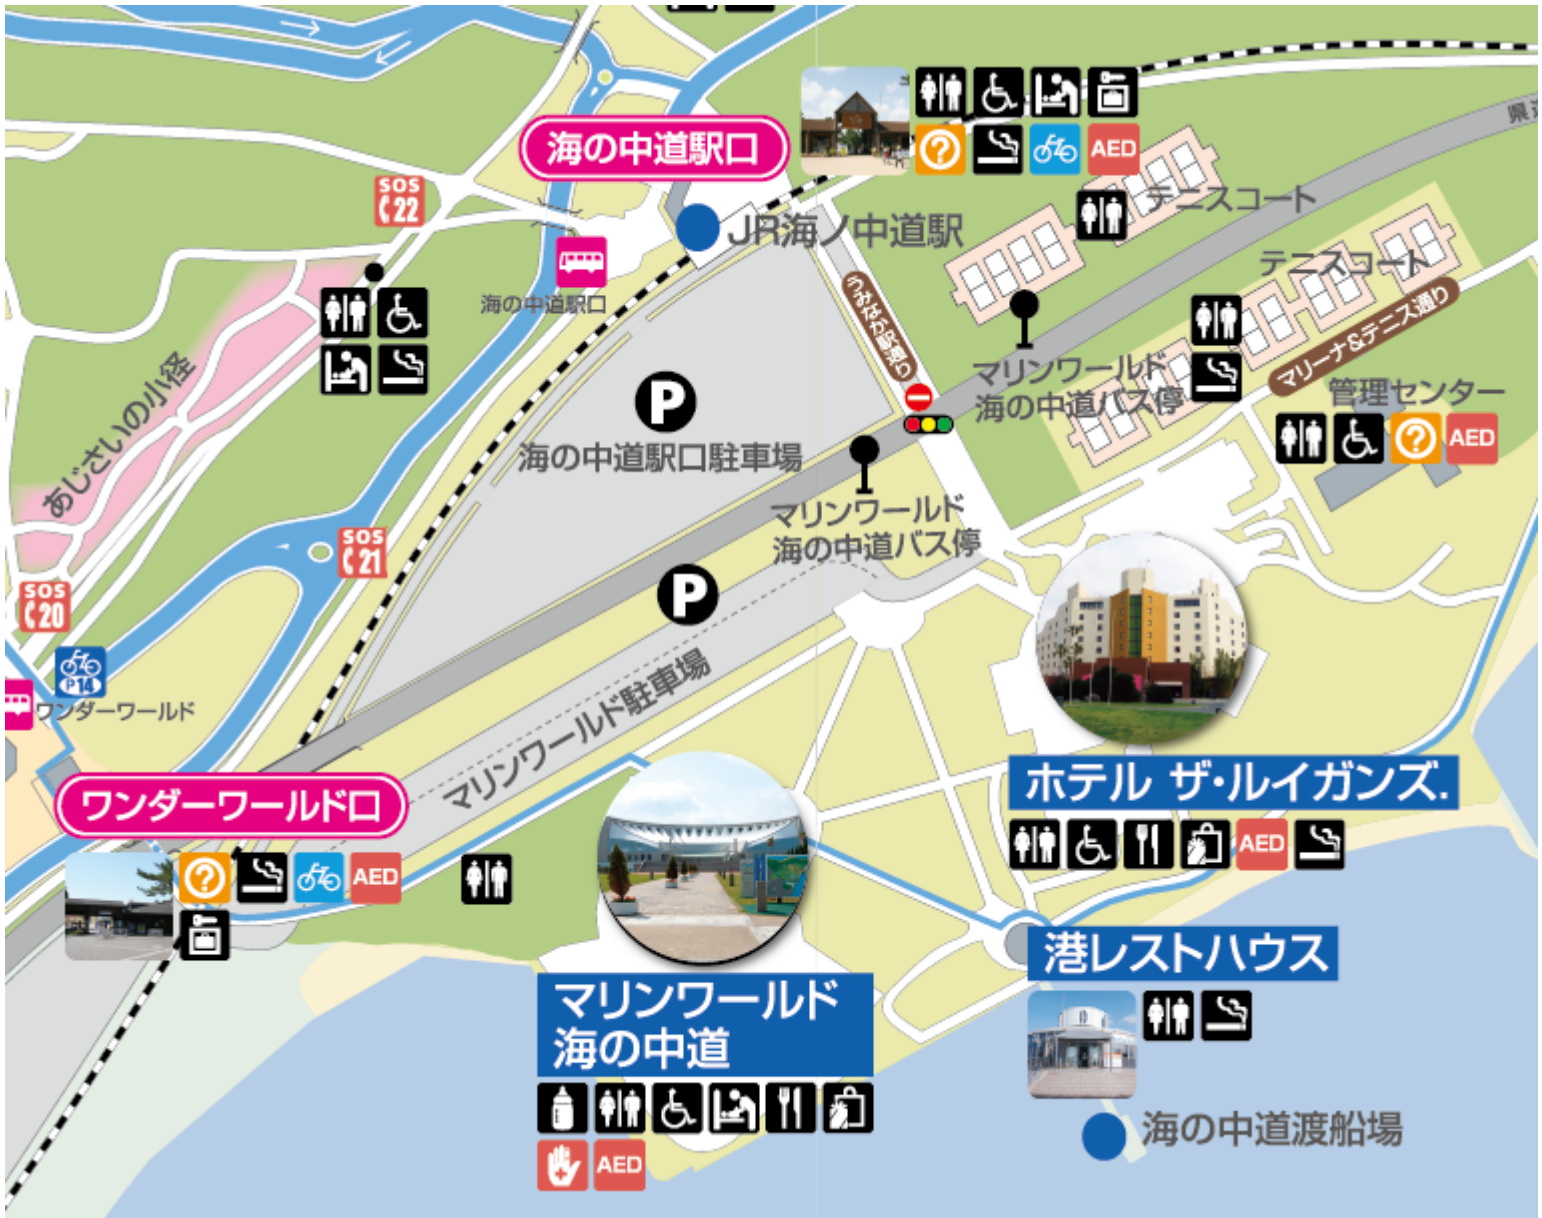 県道
海の中道駅口
AED
SOS
22
テニスコート
JR海ノ中道駅
テニスコート
海の中道駅口
うみなか駅通り
マリーナ&テニス通り
P
マリンワールド
海の中道バス停
管理センター
AED
あじさいの小径
海の中道駅口駐車場
マリンワールド
海の中道バス停
SOS
21
SOS
20
P
P14
ワンダーワールド
マリンワールド駐車場
ホテル ザ・ルイガンズ.
AED
ワンダーワールド口
AED
港レストハウス
マリンワールド
海の中道
AED
海の中道渡船場